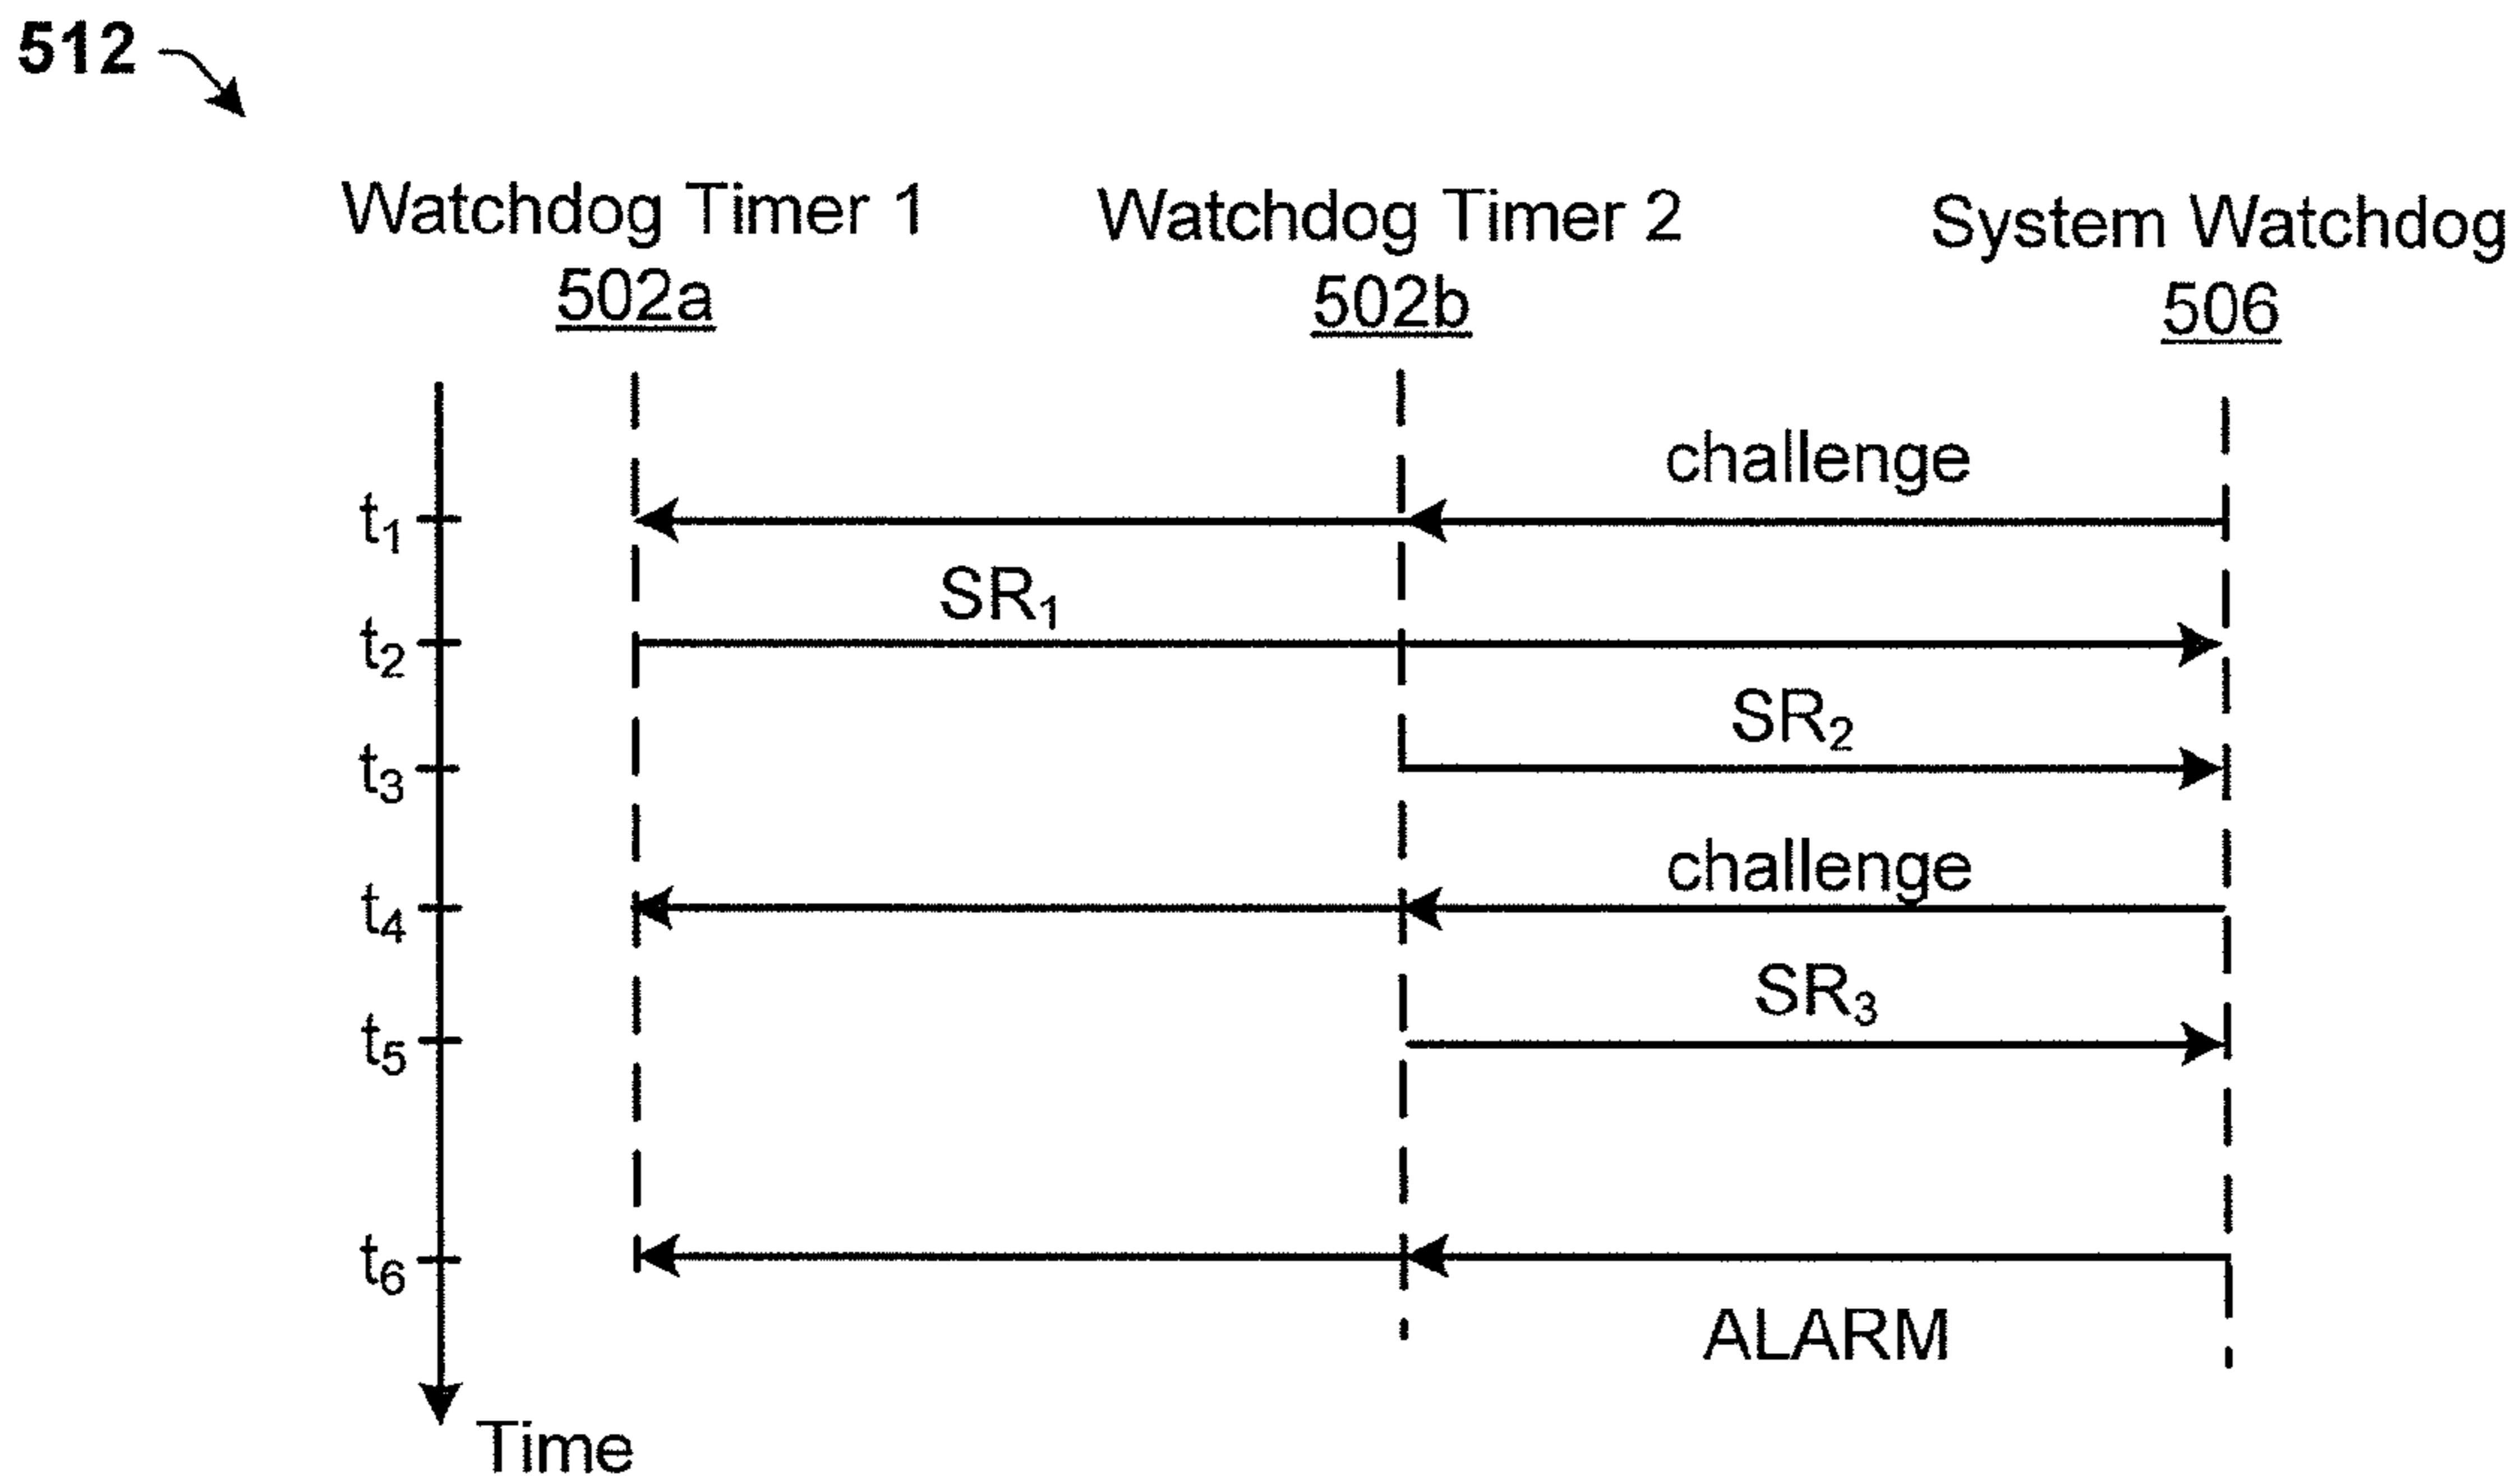 512
Watchdog Timer 1
502a
Watchdog Timer 2
502b
System Watchdog
506
challenge
t1
SR1
t2
SR2
t3
challenge
t4
SR3
t5
t6
ALARM
Time